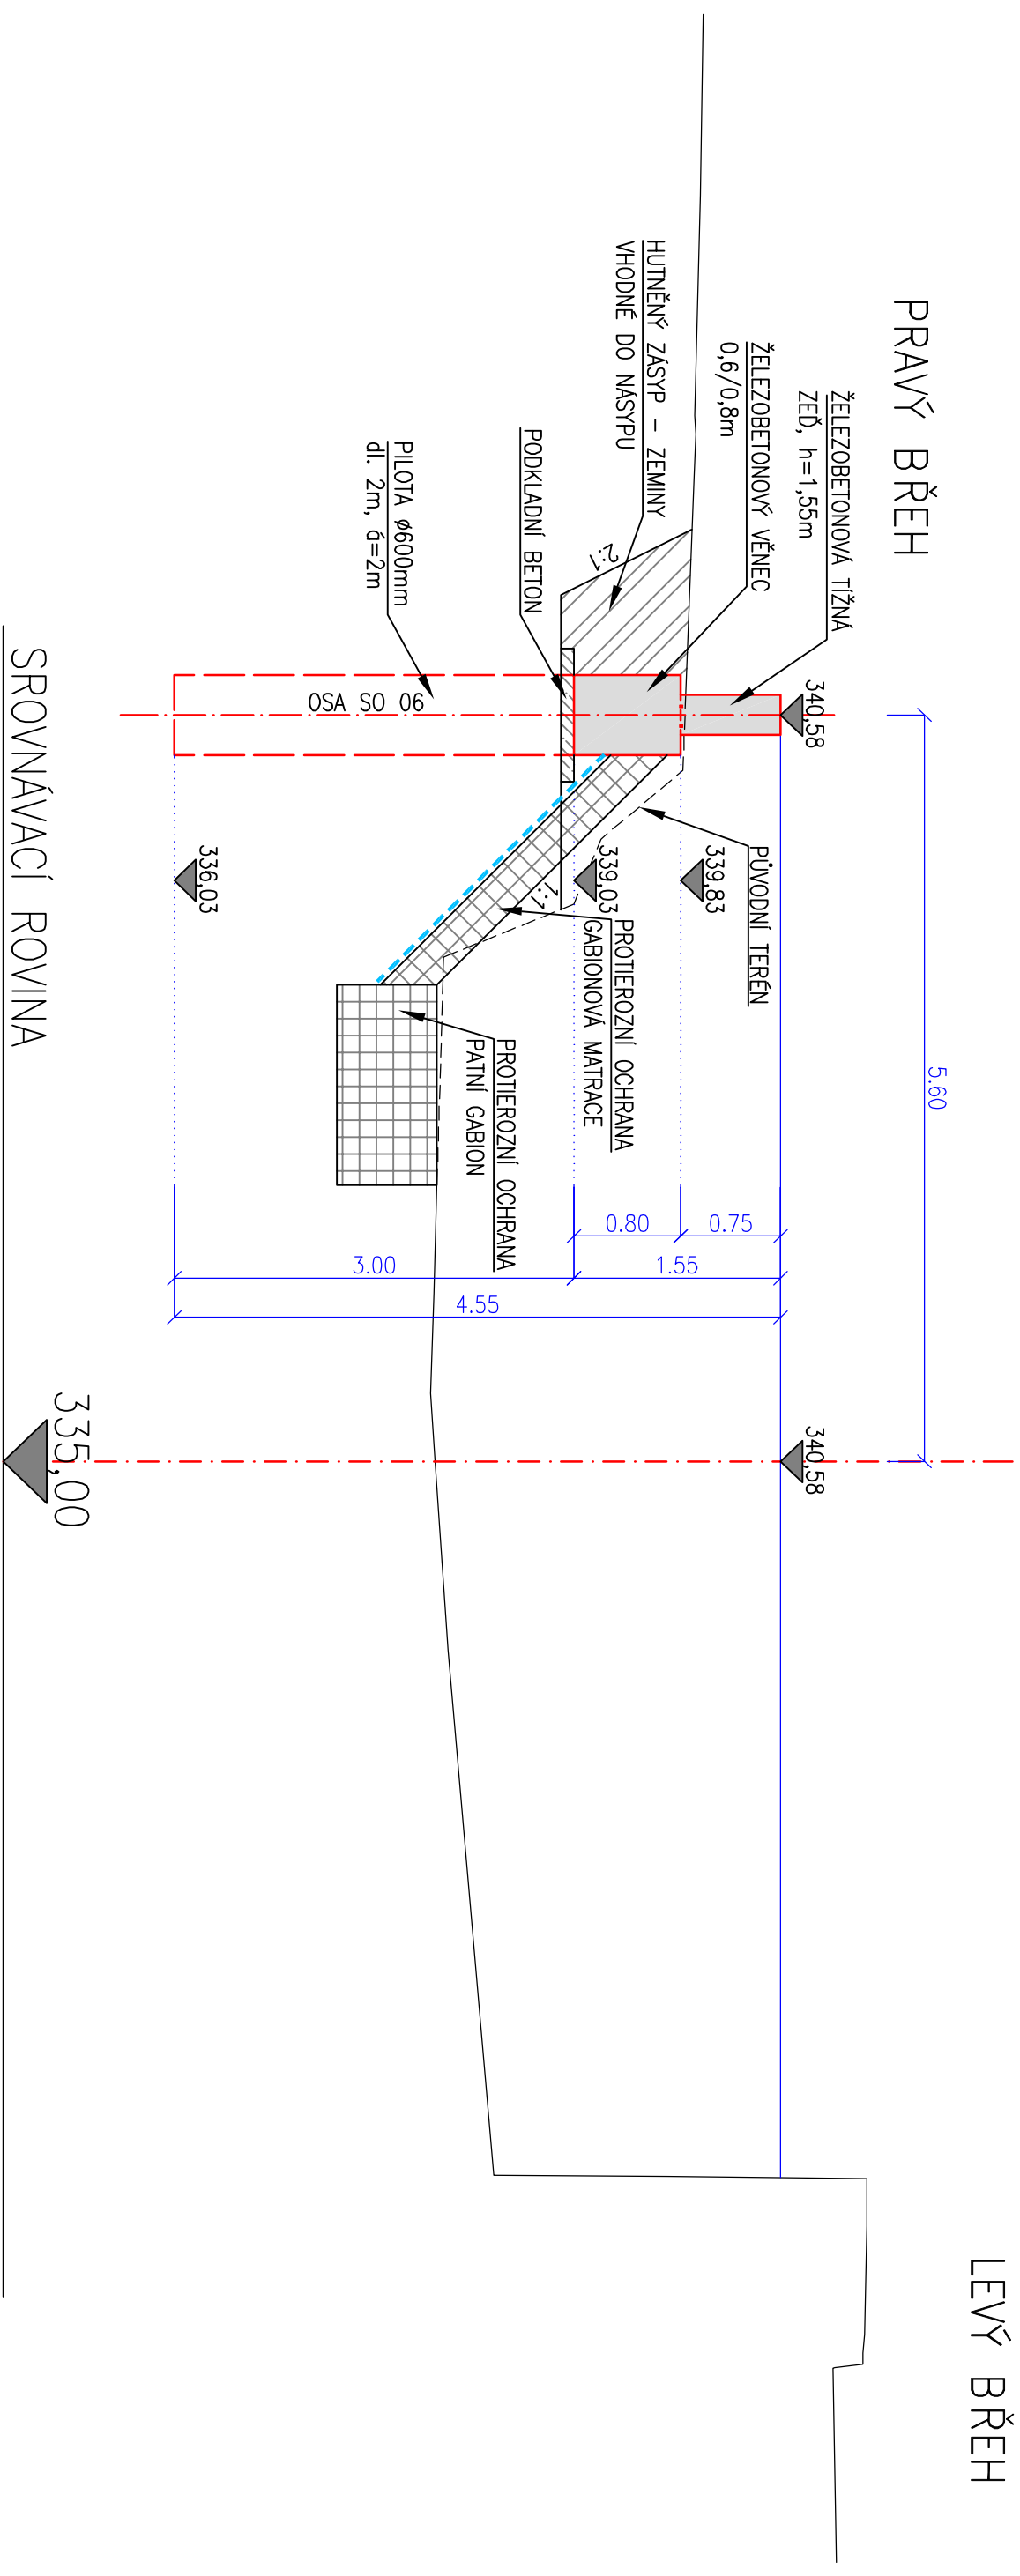 PRAVÝ BŘEH
LEVÝ BŘEH
ŽELEZOBETONOVÁ TÍŽNÁ
ZEĎ, h=1,55m
ŽELEZOBETONOVÝ VĚNEC
0,6/0,8m
HUTNĚNÝ ZÁSYP - ZEMINY
VHODNÉ DO NÁSYPU
PODKLADNÍ BETON
PILOTA ø600mm
dl. 2m, á=2m
2:1
OSA SO 06
340,58
5.60
340,58
PŮVODNÍ TERÉN
339,83
339,03
336,03
1:1
PROTIEROZNÍ OCHRANA
GABIONOVÁ MATRACE
PROTIEROZNÍ OCHRANA
PATNÍ GABION
0.75
0.80
1.55
3.00
4.55
SROVNÁVACÍ ROVINA
335,00